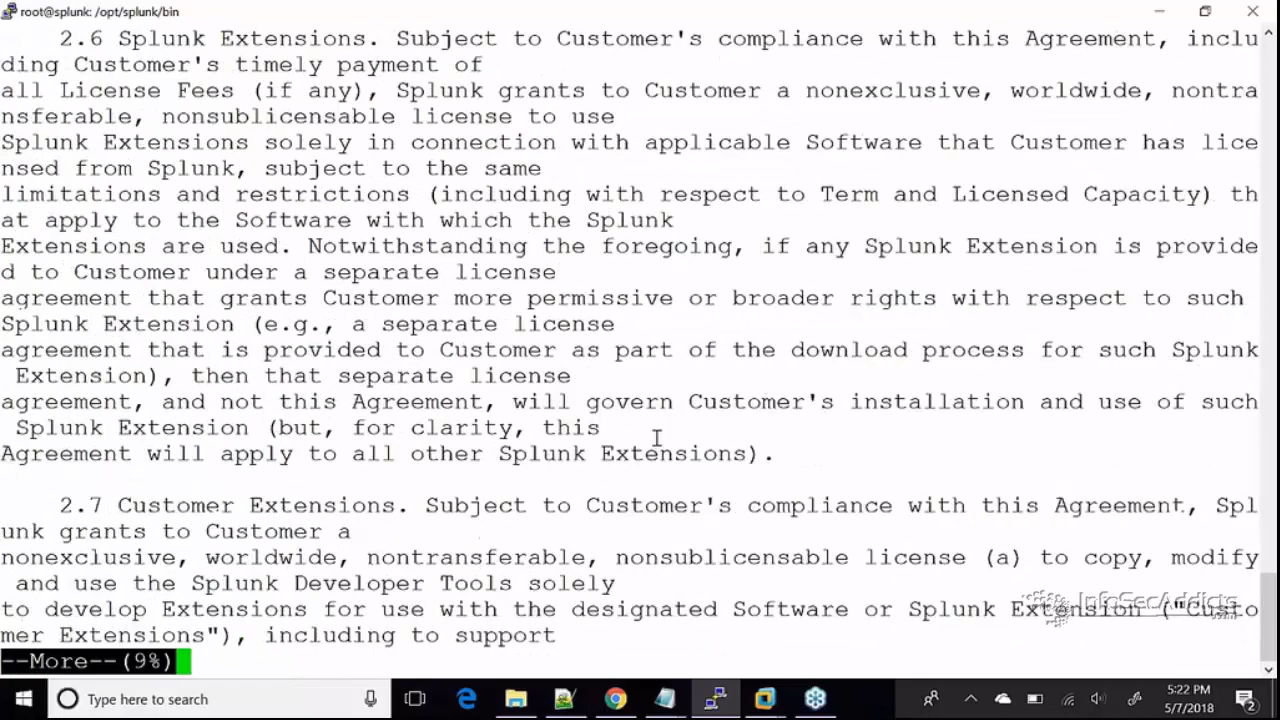 root@splunk: /opt/splunk/bin
2.6 Splunk Extensions. Subject to Customer's compliance with this Agreement, inclu
ding Customer's timely payment of
all License Fees (if any), Splunk grants to Customer a nonexclusive, worldwide, nontra
nsferable, nonsublicensable license to use
Splunk Extensions solely in connection with applicable Software that Customer has lice
nsed from Splunk, subject to the same
limitations and restrictions (including with respect to Term and Licensed Capacity) th
at apply to the Software with which the Splunk
Extensions are used. Notwithstanding the foregoing, if any Splunk Extension is provide
d to Customer under a separate license
agreement that grants Customer more permissive or broader rights with respect to such
Splunk Extension (e.g., a separate license
agreement that is provided to Customer as part of the download process for such Splunk
Extension), then that separate license
agreement, and not this Agreement, will govern Customer's installation and use of such
Splunk Extension (but, for clarity, this
Agreement will apply to all other Splunk Extensions).
2.7 Customer Extensions. Subject to Customer's compliance with this Agreement, Spl
unk grants to Customer a
nonexclusive, worldwide, nontransferable, nonsublicensable license (a) to copy, modify
and use the Splunk Developer Tools solely
to develop Extensions for use with the designated Software or Splunk Extension ("Custo
mer Extensions"), including to support
InfoSecAddicts
--More--(9%)
Type here to search
5:22 PM
5/7/2018
2